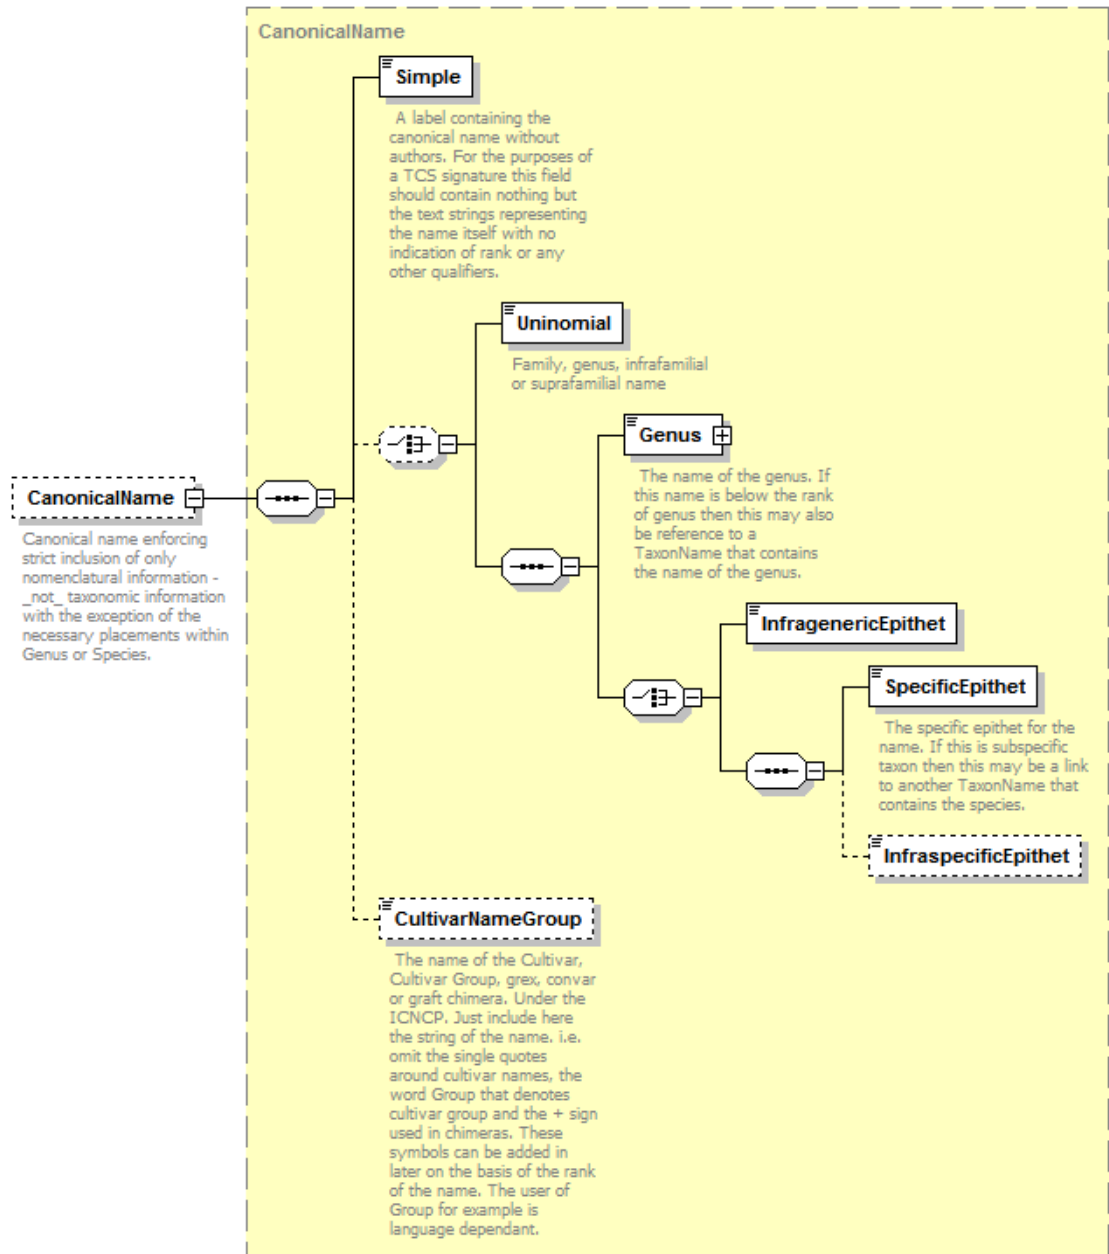 CanonicalName
Simple
A label containing the
canonical name without
authors. For the purposes of
a TCS signature this field
should contain nothing but
the text strings representing
the name itself with no
indication of rank or any
other qualifiers.
Uninomial
Family, genus, infrafamilial
or suprafamilial name
Genus
The name of the genus. If
this name is below the rank
of genus then this may also
be reference to a
TaxonName that contains
the name of the genus.
CanonicalName
Canonical name enforcing
strict inclusion of only
nomenclatural information -
_not_ taxonomic information
with the exception of the
necessary placements within
Genus or Species.
InfragenericEpithet
SpecificEpithet
The specific epithet for the
name. If this is subspecific
taxon then this may be a link
to another TaxonName that
contains the species.
InfraspecificEpithet
CultivarNameGroup
The name of the Cultivar,
Cultivar Group, grex, convar
or graft chimera. Under the
ICNCP. Just include here
the string of the name. i.e.
omit the single quotes
around cultivar names, the
word Group that denotes
cultivar group and the + sign
used in chimeras. These
symbols can be added in
later on the basis of the rank
of the name. The user of
Group for example is
language dependant.